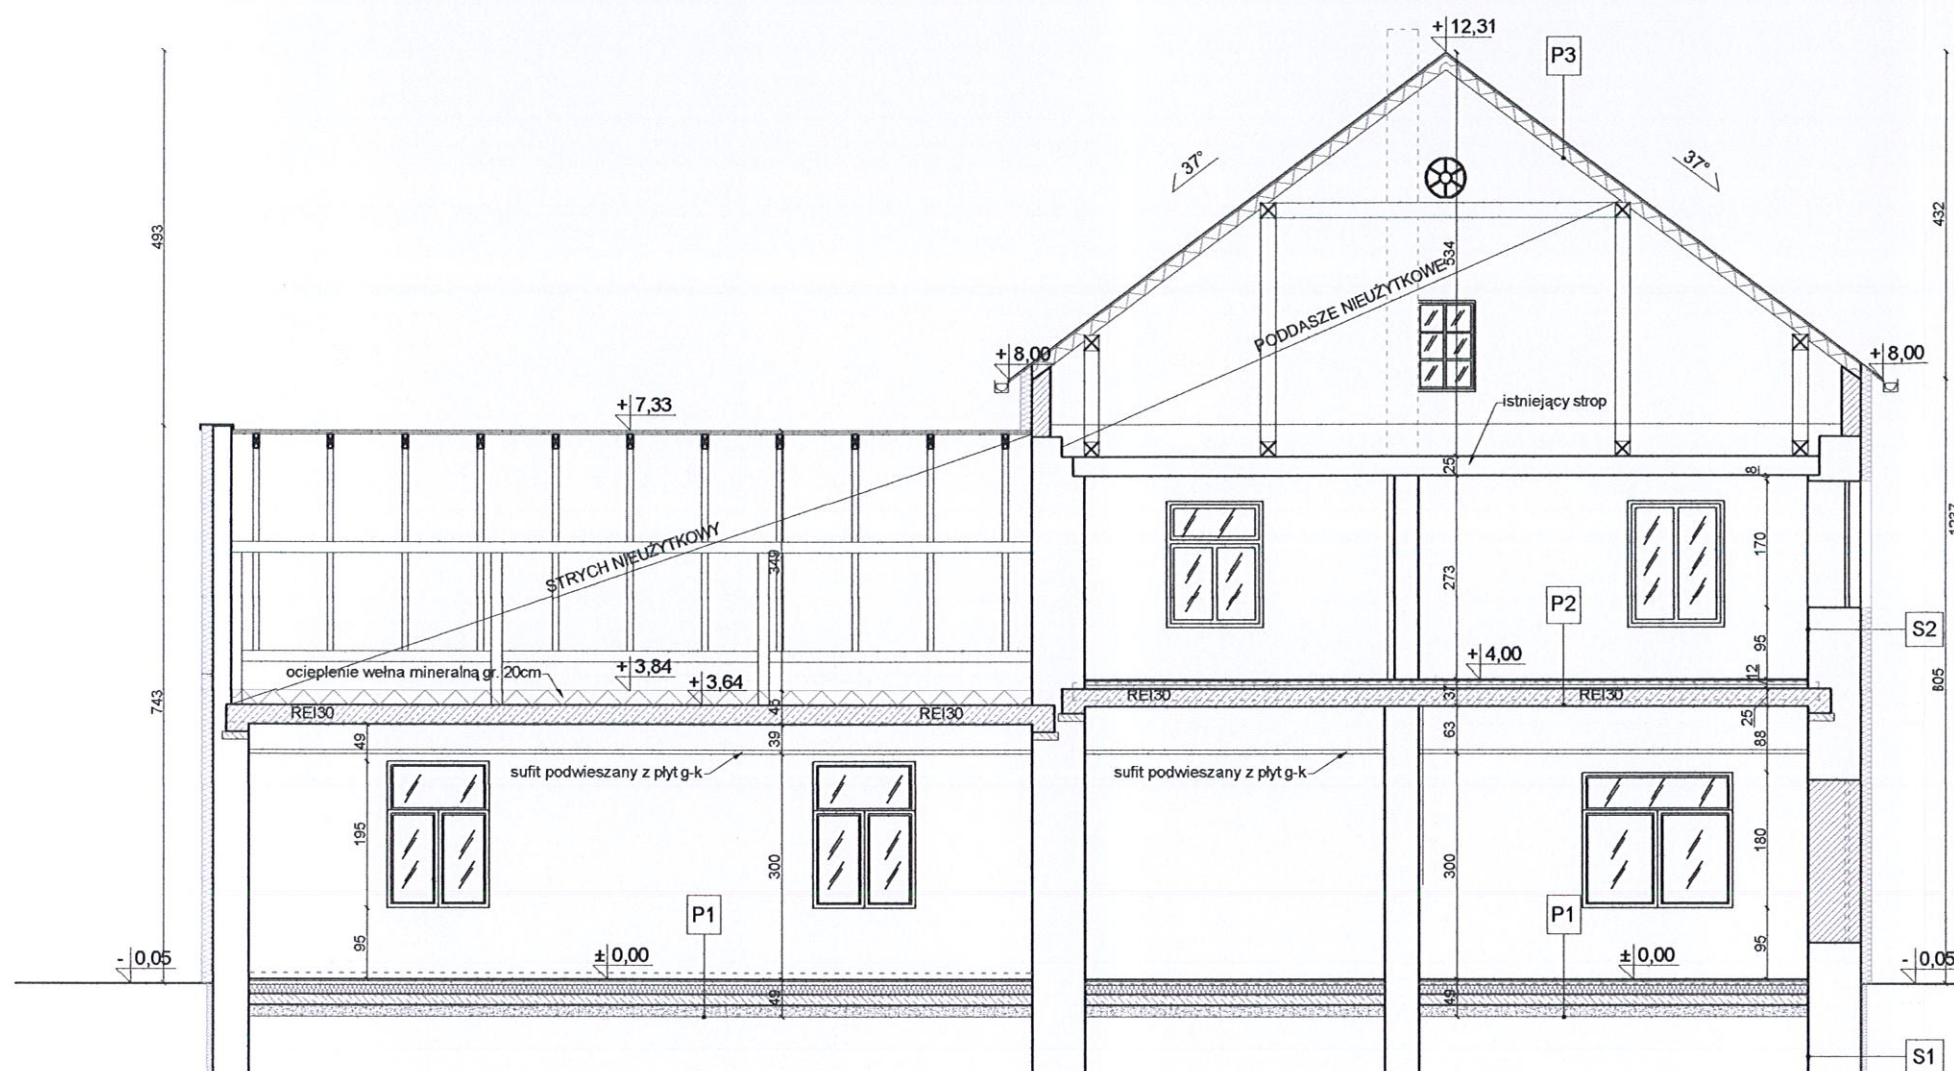 +12,31
P3
37°
37°
493
432
534
PODDASZE NIEUŻYTKOWE
+8,00
+8,00
istniejący strop
+7,33
25
8
STRYCH NIEUŻYTKOWY
349
273
170
P2
S2
+4,00
95
12
ocieplenie wełna mineralną gr. 20cm
+3,84
+3,64
743
805
REI30
REI30
REI30
REI30
45
37
25
49
39
63
88
sufit podwieszany z płyt g-k
sufit podwieszany z płyt g-k
195
300
300
180
P1
P1
95
95
- 0,05
±0,00
±0,00
- 0,05
49
49
S1